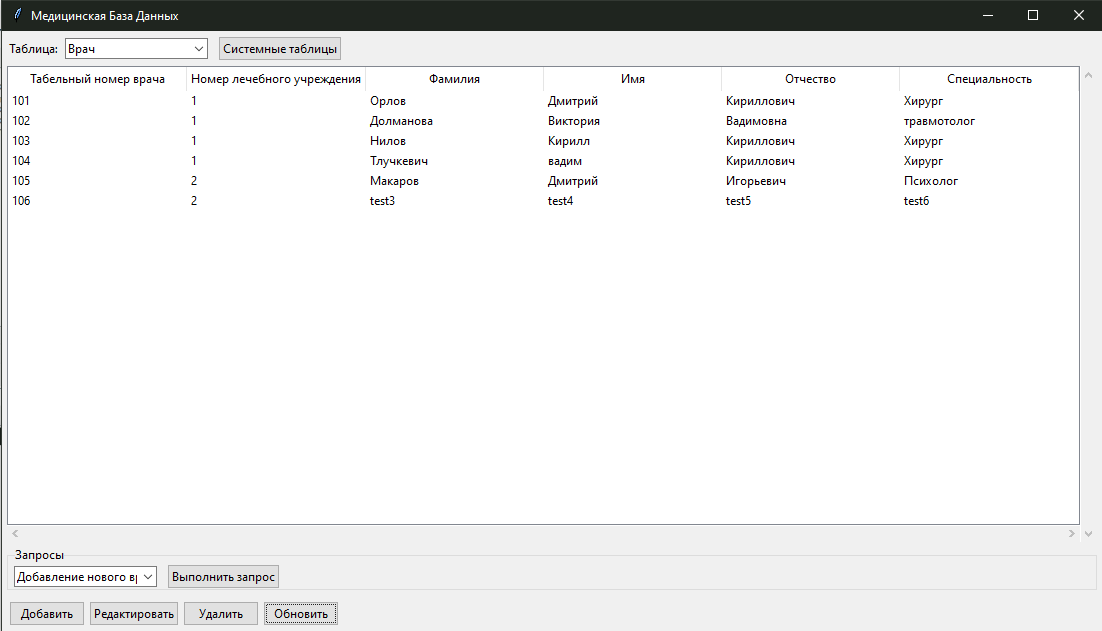 Медицинская База Данных
Таблица: Врач Системные таблицы
Табельный номер врача Номер лечебного учреждения Фамилия Имя Отчество Специальность
101 1 Орлов Дмитрий Кириллович Хирург
102 1 Долманова Виктория Вадимовна травмотолог
103 1 Нилов Кирилл Кириллович Хирург
104 1 Тлучкевич вадим Кириллович Хирург
105 2 Макаров Дмитрий Игорьевич Психолог
106 2 test3 test4 test5 test6
Запросы
Добавление нового в Выполнить запрос
Добавить Редактировать Удалить Обновить